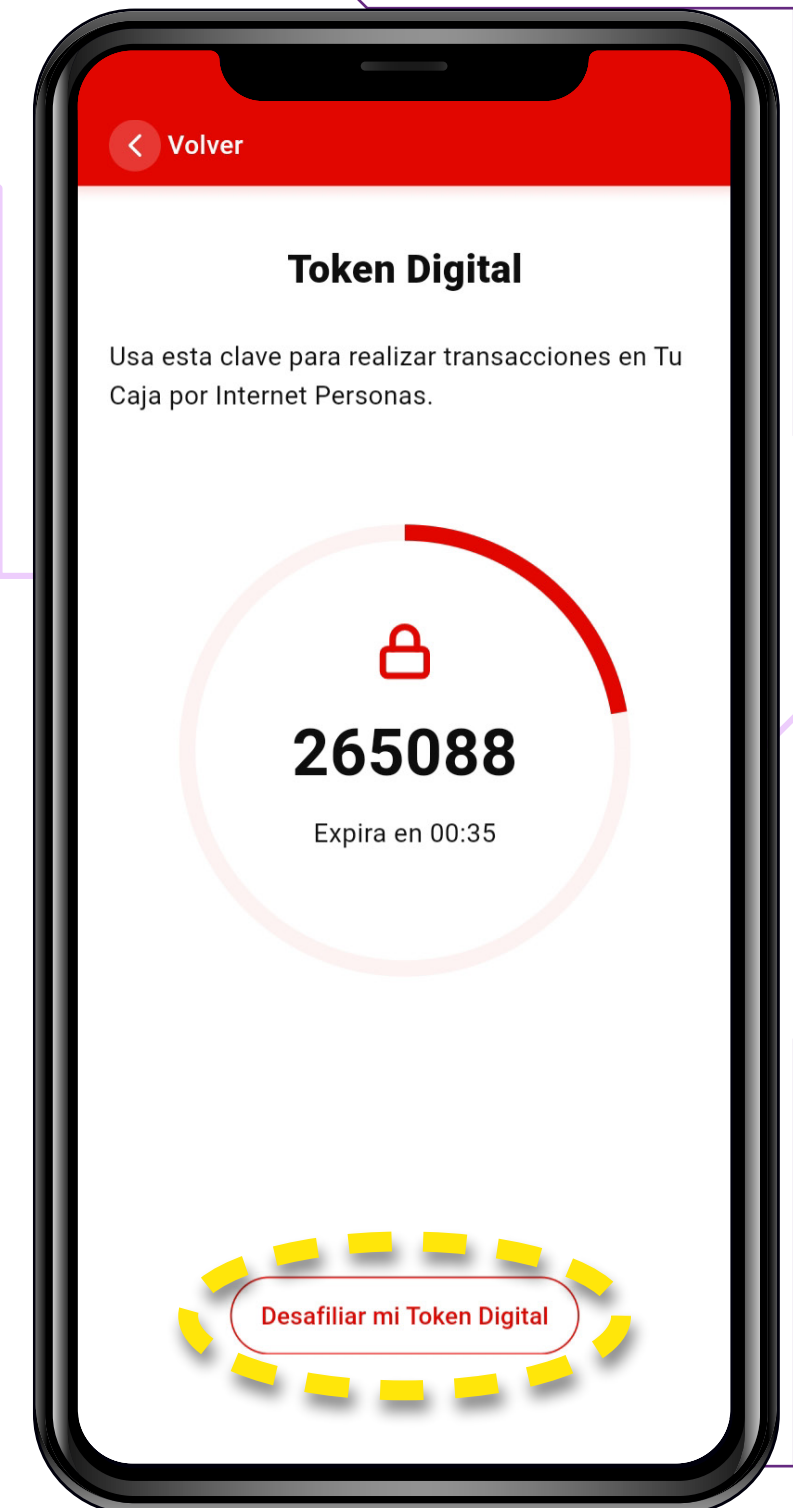 Volver
Token Digital
Usa esta clave para realizar transacciones en Tu
Caja por Internet Personas.
265088
Expira en 00:35
Desafiliar mi Token Digital